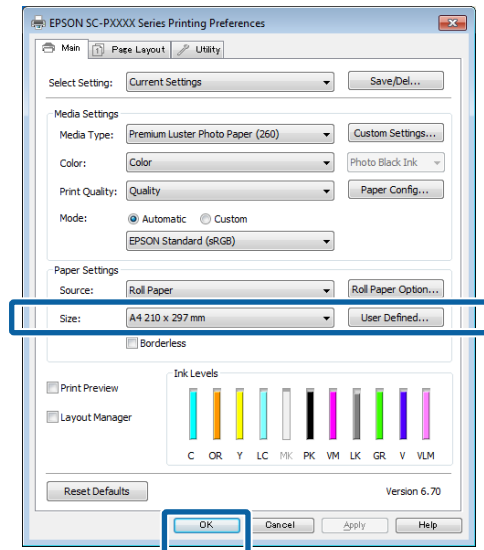 EPSON SC-PXXXX Series Printing Preferences
Main Page Layout Utility
Select Setting: Current Settings Save/Del...
Media Settings
Media Type: Premium Luster Photo Paper (260) Custom Settings...
Color: Color Photo Black Ink
Print Quality: Quality Paper Config...
Mode: Automatic Custom
EPSON Standard (sRGB)
Paper Settings
Source: Roll Paper Roll Paper Option...
Size: A4 210 x 297 mm User Defined...
Borderless
Ink Levels
Print Preview
Layout Manager
C OR Y LC MK PK VM LK GR V VLM
Reset Defaults Version 6.70
OK Cancel Apply Help